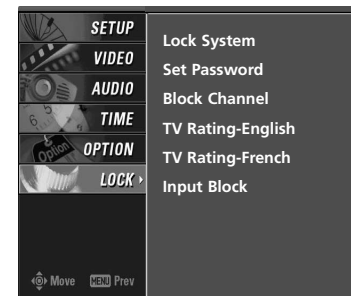 SETUP
VIDEO
AUDIO
TIME
OPTION
LOCK
Lock System
Set Password
Block Channel
TV Rating-English
TV Rating-French
Input Block
Move MENU Prev